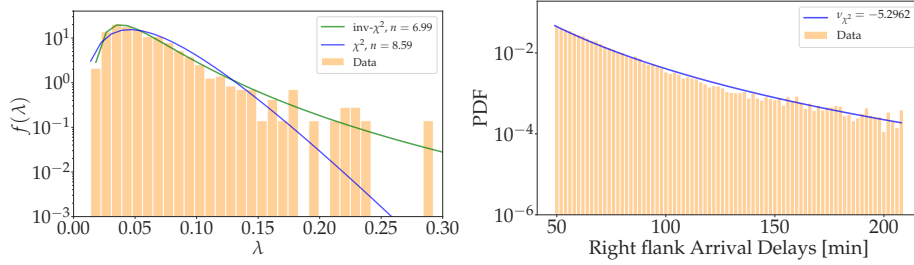 inv-χ², n = 6.99
χ², n = 8.59
Data
f(λ)
10¹
10⁰
10⁻¹
10⁻²
10⁻³
0.00 0.05 0.10 0.15 0.20 0.25 0.30
λ
νχ² = −5.2962
Data
PDF
10⁻²
10⁻⁴
10⁻⁶
50 100 150 200
Right flank Arrival Delays [min]